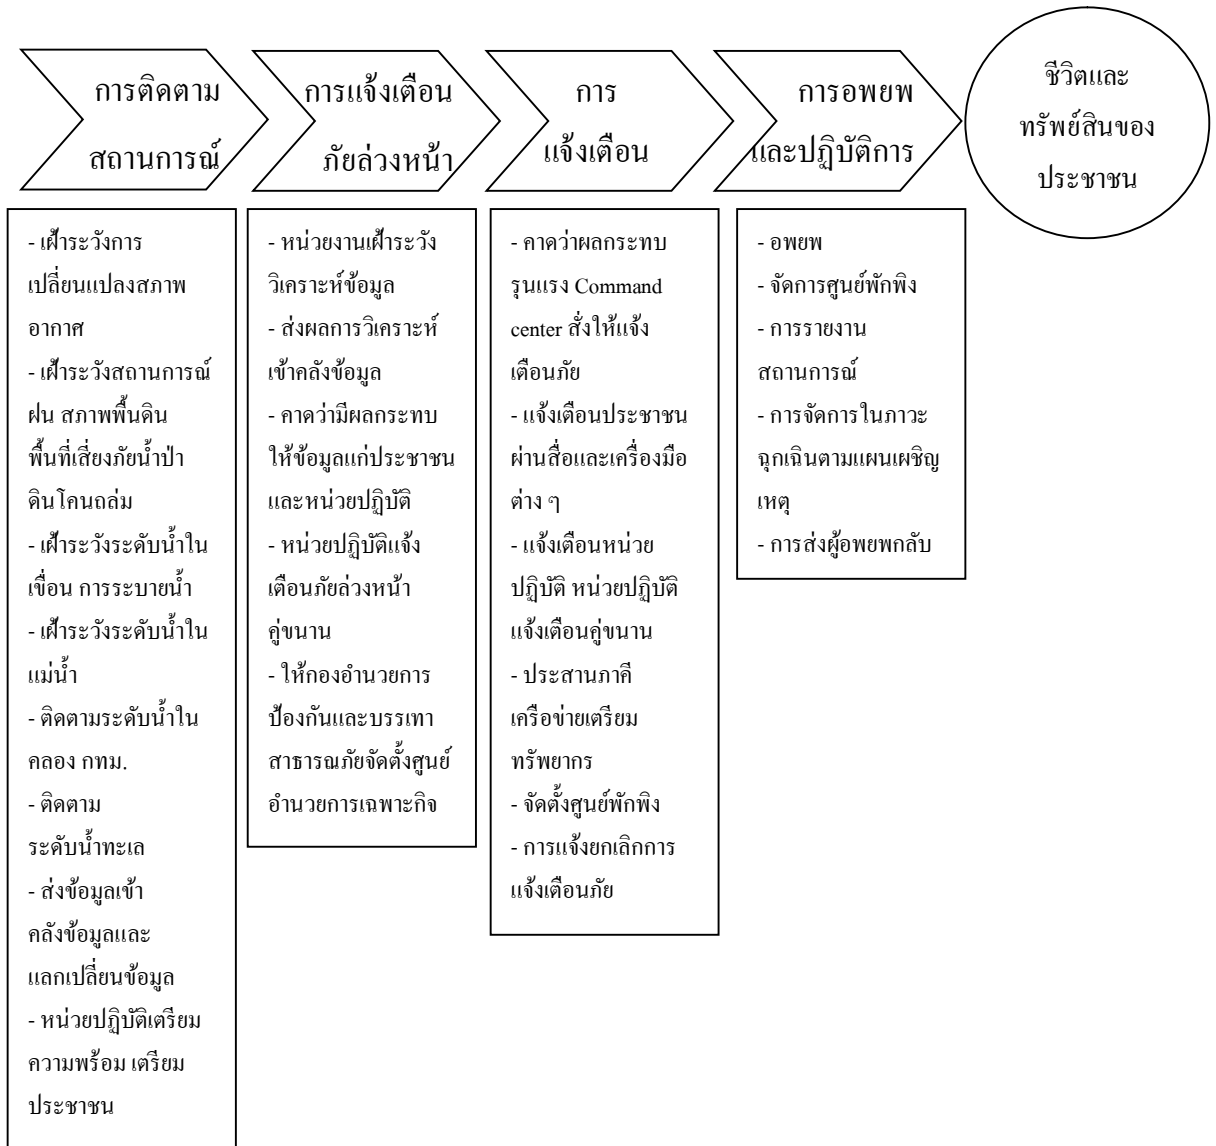 การติดตาม
สถานการณ์
การแจ้งเตือน
ภัยล่วงหน้า
การ
แจ้งเตือน
การอพยพ
และปฏิบัติการ
ชีวิตและ
ทรัพย์สินของ
ประชาชน
- เฝ้าระวังการ
เปลี่ยนแปลงสภาพ
อากาศ
- เฝ้าระวังสถานการณ์
ฝน สภาพพื้นดิน
พื้นที่เสี่ยงภัยน้ำป่า
ดินโคนถล่ม
- เฝ้าระวังระดับน้ำใน
เขื่อน การระบายน้ำ
- เฝ้าระวังระดับน้ำใน
แม่น้ำ
- ติดตามระดับน้ำใน
คลอง กทม.
- ติดตาม
ระดับน้ำทะเล
- ส่งข้อมูลเข้า
คลังข้อมูลและ
แลกเปลี่ยนข้อมูล
- หน่วยปฏิบัติเตรียม
ความพร้อม เตรียม
ประชาชน
- หน่วยงานเฝ้าระวัง
วิเคราะห์ข้อมูล
- ส่งผลการวิเคราะห์
เข้าคลังข้อมูล
- คาดว่ามีผลกระทบ
ให้ข้อมูลแก่ประชาชน
และหน่วยปฏิบัติ
- หน่วยปฏิบัติแจ้ง
เตือนภัยล่วงหน้า
คู่ขนาน
- ให้กองอำนวยการ
ป้องกันและบรรเทา
สาธารณภัยจัดตั้งศูนย์
อำนวยการเฉพาะกิจ
- คาดว่าผลกระทบ
รุนแรง Command
center สั่งให้แจ้ง
เตือนภัย
- แจ้งเตือนประชาชน
ผ่านสื่อและเครื่องมือ
ต่าง ๆ
- แจ้งเตือนหน่วย
ปฏิบัติ หน่วยปฏิบัติ
แจ้งเตือนคู่ขนาน
- ประสานภาคี
เครือข่ายเตรียม
ทรัพยากร
- จัดตั้งศูนย์พักพิง
- การแจ้งยกเลิกการ
แจ้งเตือนภัย
- อพยพ
- จัดการศูนย์พักพิง
- การรายงาน
สถานการณ์
- การจัดการในภาวะ
ฉุกเฉินตามแผนเผชิญ
เหตุ
- การส่งผู้อพยพกลับ